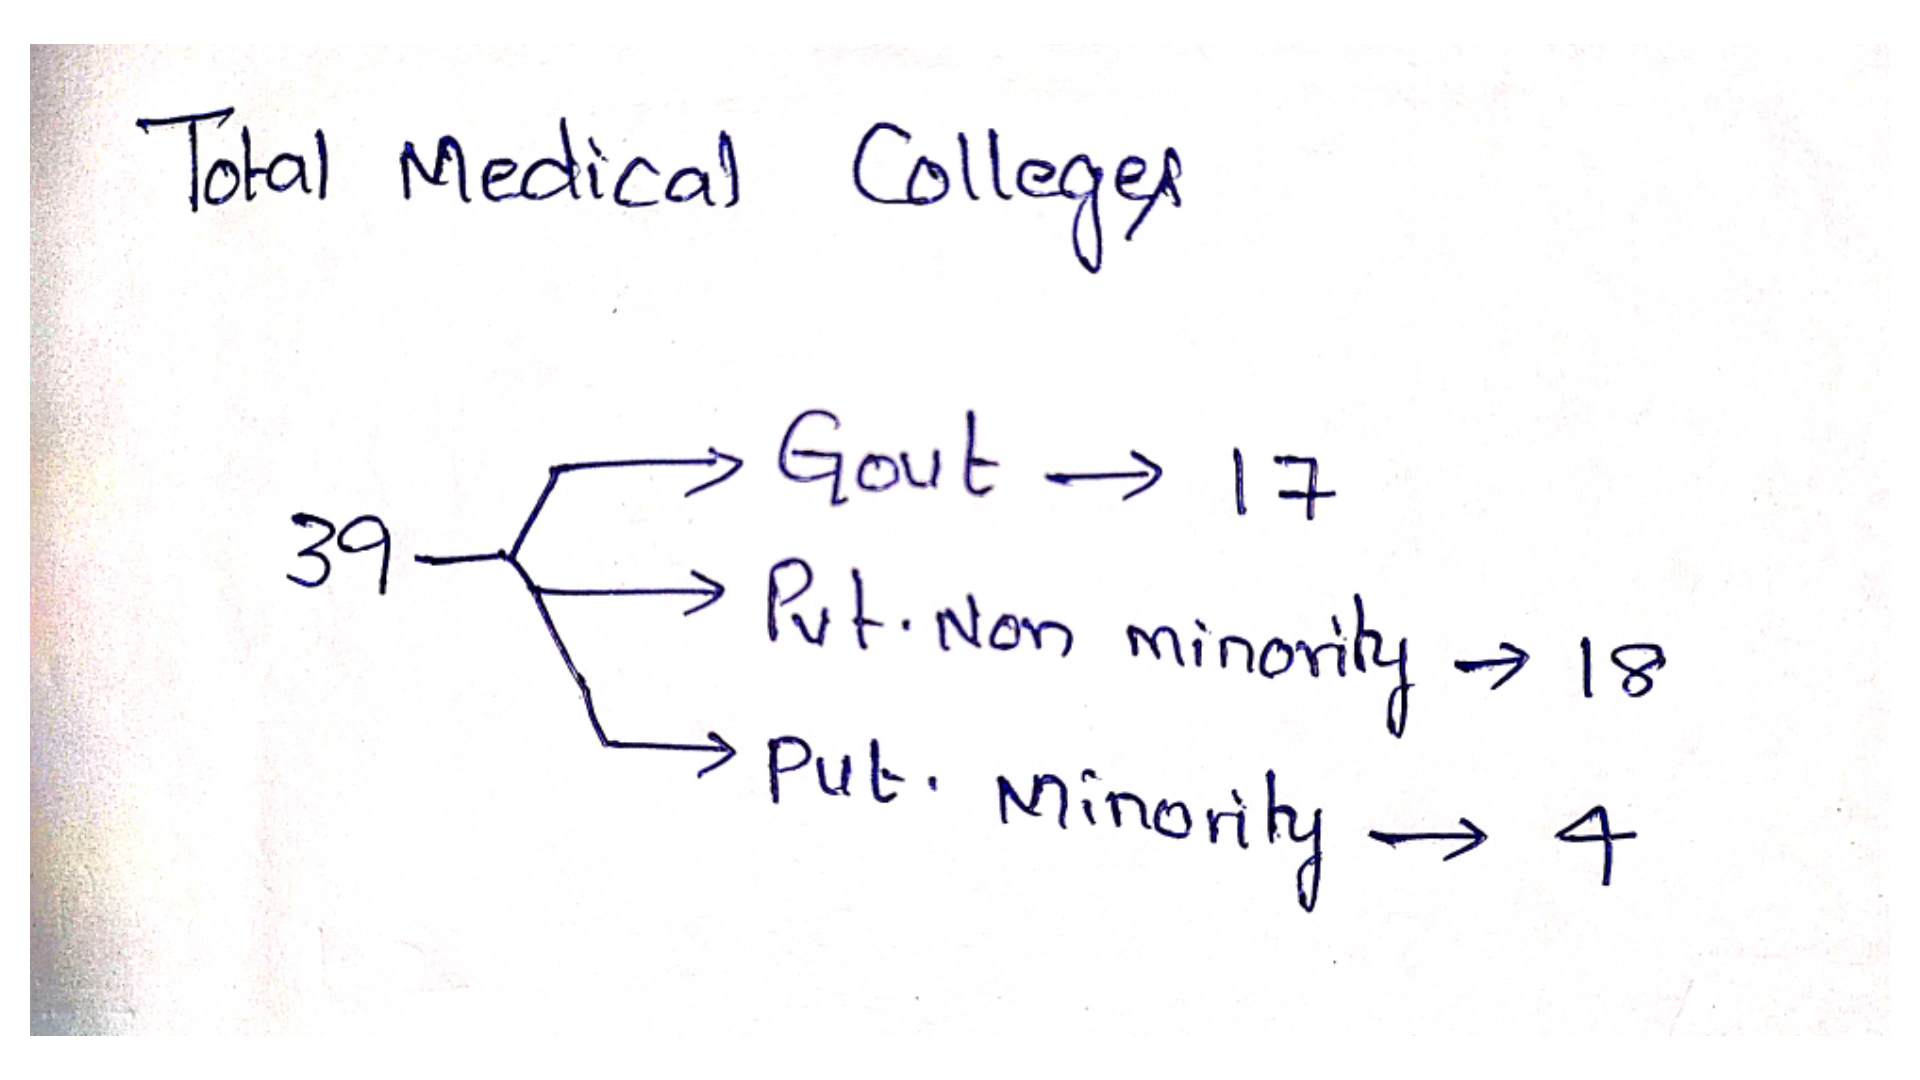 Total Medical Colleges
Govt → 17
39
Pvt. Non minority → 18
Pvt. Minority → 4